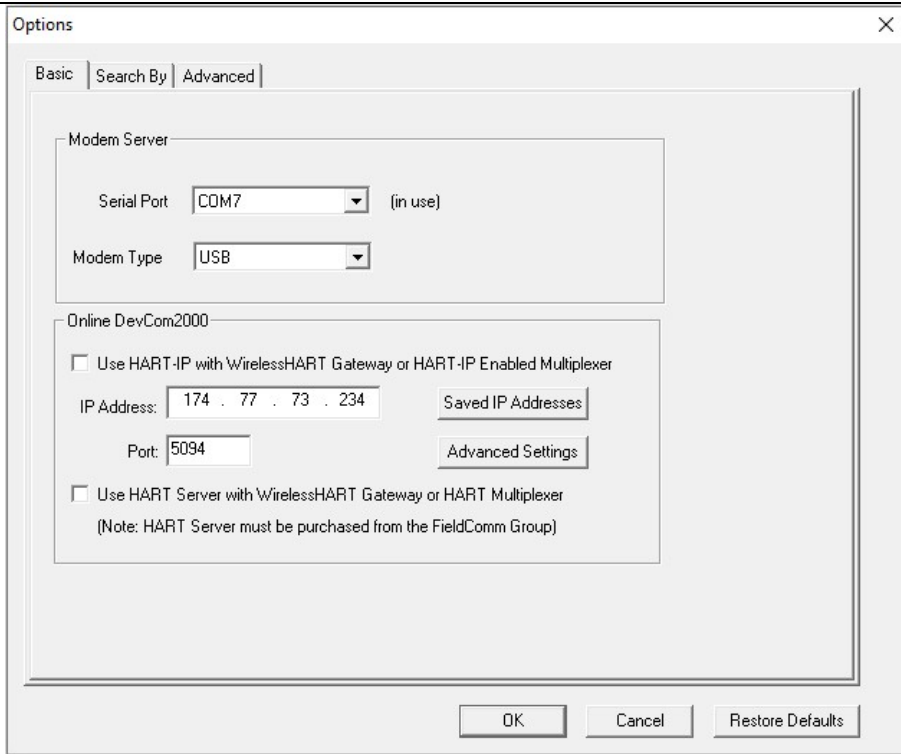 Options
Basic Search By Advanced
Modem Server
Serial Port COM7 (in use)
Modem Type USB
Online DevCom2000
Use HART-IP with WirelessHART Gateway or HART-IP Enabled Multiplexer
IP Address: 174 . 77 . 73 . 234 Saved IP Addresses
Port: 5094 Advanced Settings
Use HART Server with WirelessHART Gateway or HART Multiplexer
(Note: HART Server must be purchased from the FieldComm Group)
OK Cancel Restore Defaults